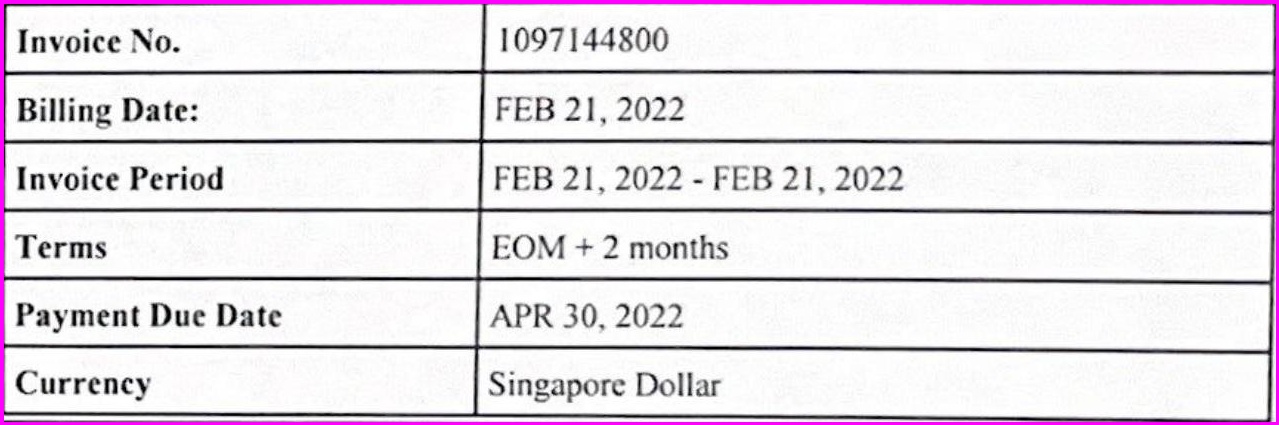 Invoice No. 1097144800
Billing Date: FEB 21, 2022
Invoice Period FEB 21, 2022 - FEB 21, 2022
Terms EOM + 2 months
Payment Due Date APR 30, 2022
Currency Singapore Dollar